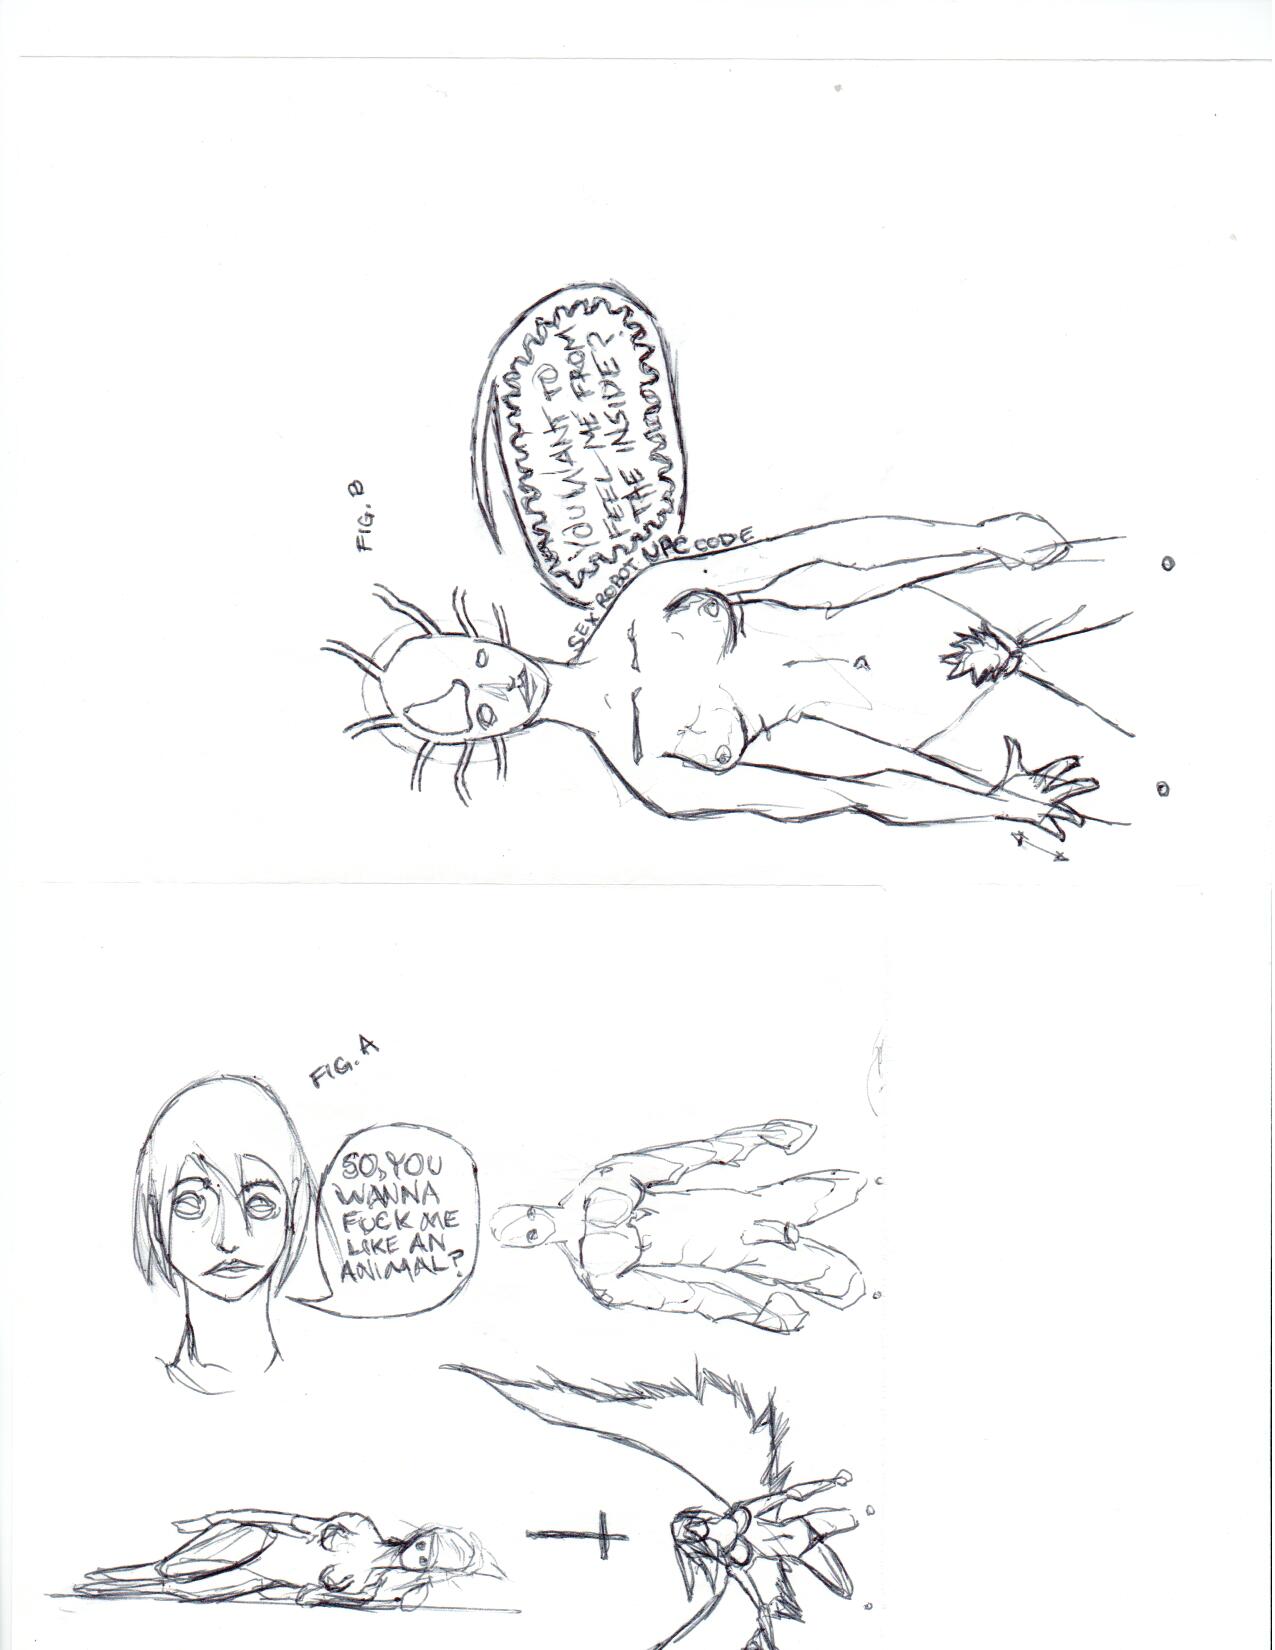 FIG. B
YOU WANT TO
FEEL ME FROM
THE INSIDE?
SEX ROBOT UPC CODE
FIG. A
SO, YOU
WANNA
FUCK ME
LIKE AN
ANIMAL?